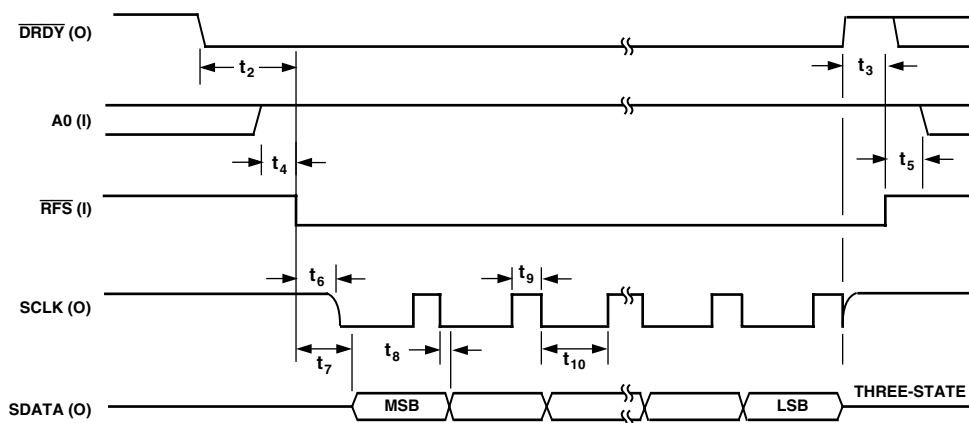 DRDY (O)
t2
t3
A0 (I)
t4
t5
RFS (I)
t6
t9
SCLK (O)
t7
t8
t10
THREE-STATE
SDATA (O)
MSB
LSB